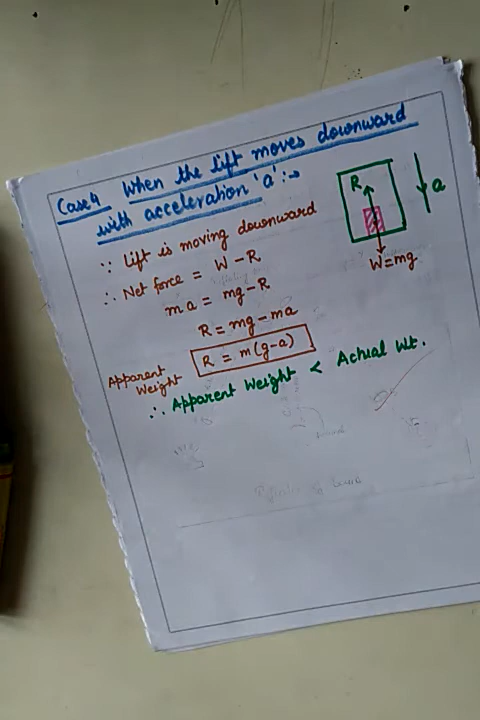 Case 4 When the lift moves downward
with acceleration 'a' :→
∵ Lift is moving downward
∴ Net force = W - R
ma = mg - R
R = mg - ma
Apparent Weight R = m(g-a)
∴ Apparent Weight < Actual Wt.
R
a
W=mg